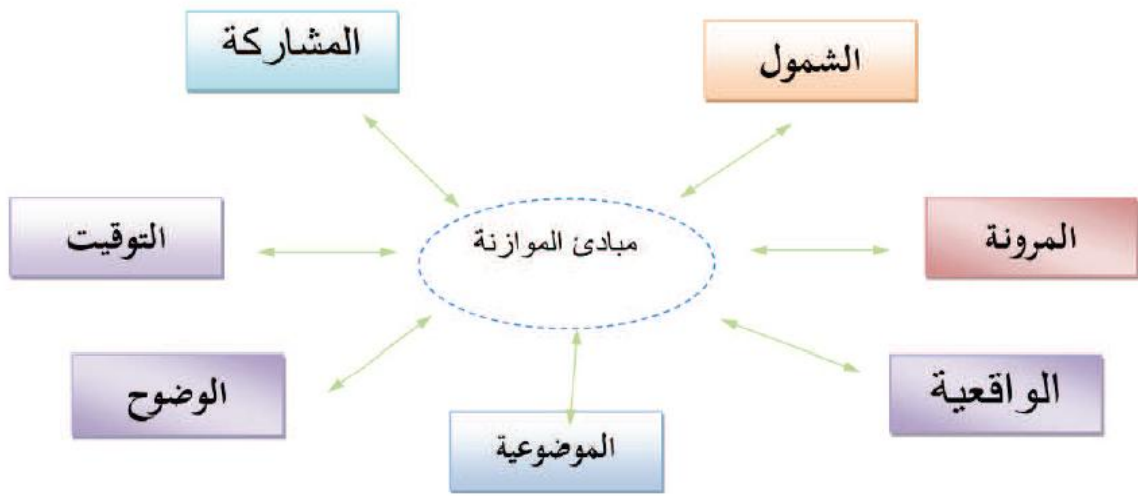 الشمول
المشاركة
المرونة
مبادئ الموازنة
التوقيت
الواقعية
الوضوح
الموضوعية